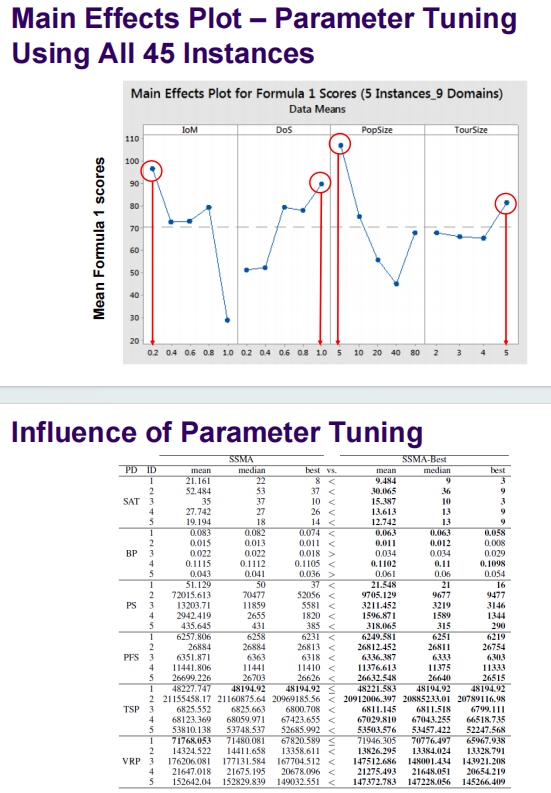 Main Effects Plot – Parameter Tuning
Using All 45 Instances
Main Effects Plot for Formula 1 Scores (5 Instances_9 Domains)
Data Means
IoM DoS PopSize TourSize
Mean Formula 1 scores
110
100
90
80
70
60
50
40
30
20
0.2 0.4 0.6 0.8 1.0 0.2 0.4 0.6 0.8 1.0 5 10 20 40 80 2 3 4 5
Influence of Parameter Tuning
SSMA SSMA-Best
PD ID mean median best vs. mean median best
1 21.161 22 8 < 9.484 9 3
2 52.484 53 37 < 30.065 36 9
SAT 3 35 37 10 < 15.387 10 3
4 27.742 27 26 < 13.613 13 9
5 19.194 18 14 < 12.742 13 9
1 0.083 0.082 0.074 < 0.063 0.063 0.058
2 0.015 0.013 0.011 < 0.011 0.012 0.008
BP 3 0.022 0.022 0.018 > 0.034 0.034 0.029
4 0.1115 0.1112 0.1105 < 0.1102 0.11 0.1098
5 0.043 0.041 0.036 > 0.061 0.06 0.054
1 51.129 50 37 < 21.548 21 16
2 72015.613 70477 52056 < 9705.129 9677 9477
PS 3 13203.71 11859 5581 < 3211.452 3219 3146
4 2942.419 2655 1820 < 1596.871 1589 1344
5 435.645 431 385 < 318.065 315 290
1 6257.806 6258 6231 < 6249.581 6251 6219
2 26884 26884 26813 < 26812.452 26811 26754
PFS 3 6351.871 6363 6318 < 6336.387 6333 6303
4 11441.806 11441 11410 < 11376.613 11375 11333
5 26699.226 26703 26626 < 26632.548 26640 26515
1 48227.747 48194.92 48194.92 ≤ 48221.583 48194.92 48194.92
2 21155458.17 21160875.64 20969185.56 < 20912006.397 20885233.01 20789116.98
TSP 3 6825.552 6825.663 6800.708 < 6811.145 6811.518 6799.111
4 68123.369 68059.971 67423.655 < 67029.810 67043.255 66518.735
5 53810.138 53748.537 52685.992 < 53503.576 53457.422 52247.568
1 71768.053 71480.081 67820.589 ≤ 71946.305 70776.497 65967.938
2 14324.522 14411.658 13358.611 < 13826.295 13384.024 13328.791
VRP 3 176206.081 177131.584 167704.512 < 147512.686 148001.434 143921.208
4 21647.018 21675.195 20678.096 < 21275.493 21648.051 20654.219
5 152642.04 152829.839 149032.551 < 147372.783 147228.056 145266.409